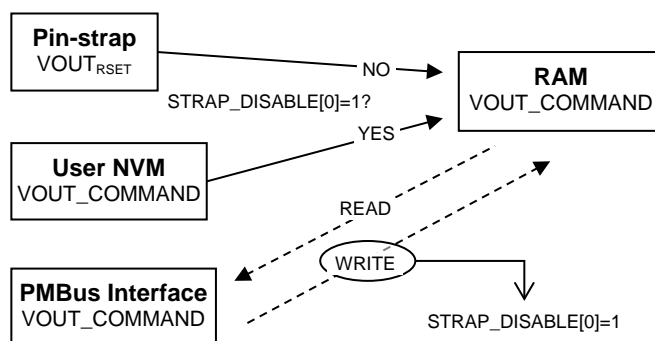 Pin-strap
VOUTRSET
NO
RAM
VOUT_COMMAND
STRAP_DISABLE[0]=1?
YES
User NVM
VOUT_COMMAND
READ
WRITE
PMBus Interface
VOUT_COMMAND
STRAP_DISABLE[0]=1